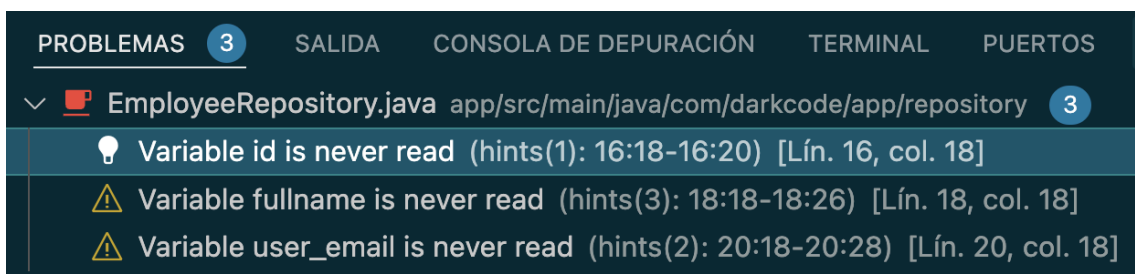 PROBLEMAS 3 SALIDA CONSOLA DE DEPURACIÓN TERMINAL PUERTOS
EmployeeRepository.java app/src/main/java/com/darkcode/app/repository 3
Variable id is never read (hints(1): 16:18-16:20) [Lín. 16, col. 18]
Variable fullname is never read (hints(3): 18:18-18:26) [Lín. 18, col. 18]
Variable user_email is never read (hints(2): 20:18-20:28) [Lín. 20, col. 18]